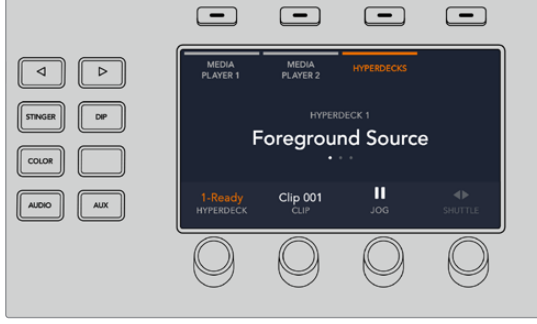 MEDIA
PLAYER 1
MEDIA
PLAYER 2
HYPERDECKS
HYPERDECK 1
Foreground Source
1-Ready
HYPERDECK
Clip 001
CLIP
JOG
SHUTTLE
STINGER
DIP
COLOR
AUDIO
AUX